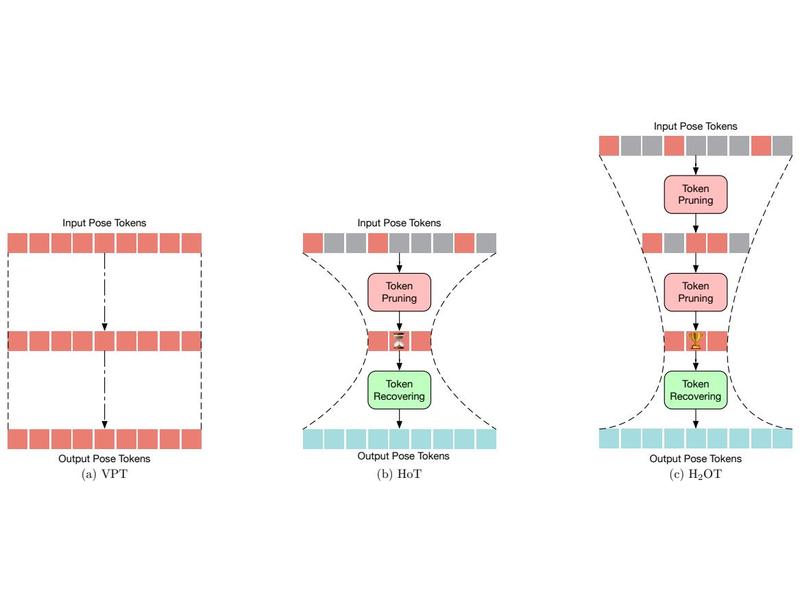 Input Pose Tokens
Output Pose Tokens
(a) VPT
Input Pose Tokens
Token
Pruning
Token
Recovering
Output Pose Tokens
(b) HoT
Input Pose Tokens
Token
Pruning
Token
Pruning
Token
Recovering
Output Pose Tokens
(c) H₂OT